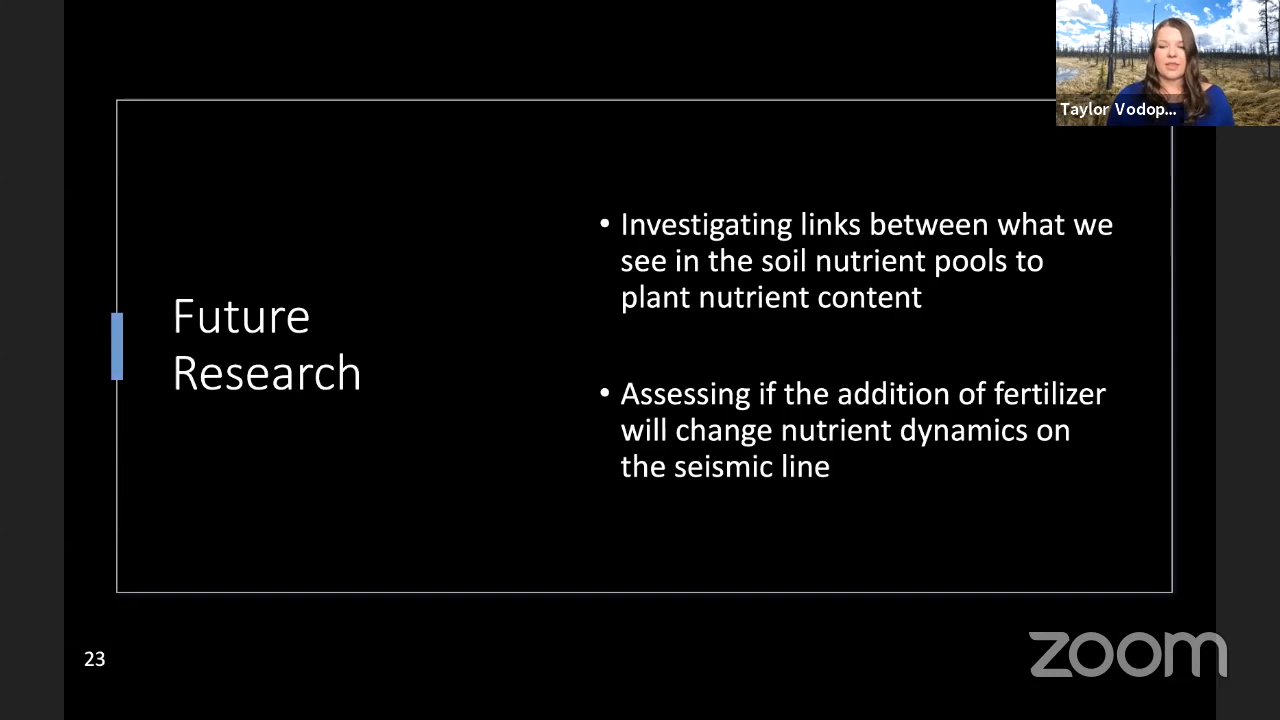 Taylor Vodop...
Future
Research
• Investigating links between what we
see in the soil nutrient pools to
plant nutrient content
• Assessing if the addition of fertilizer
will change nutrient dynamics on
the seismic line
23
zoom